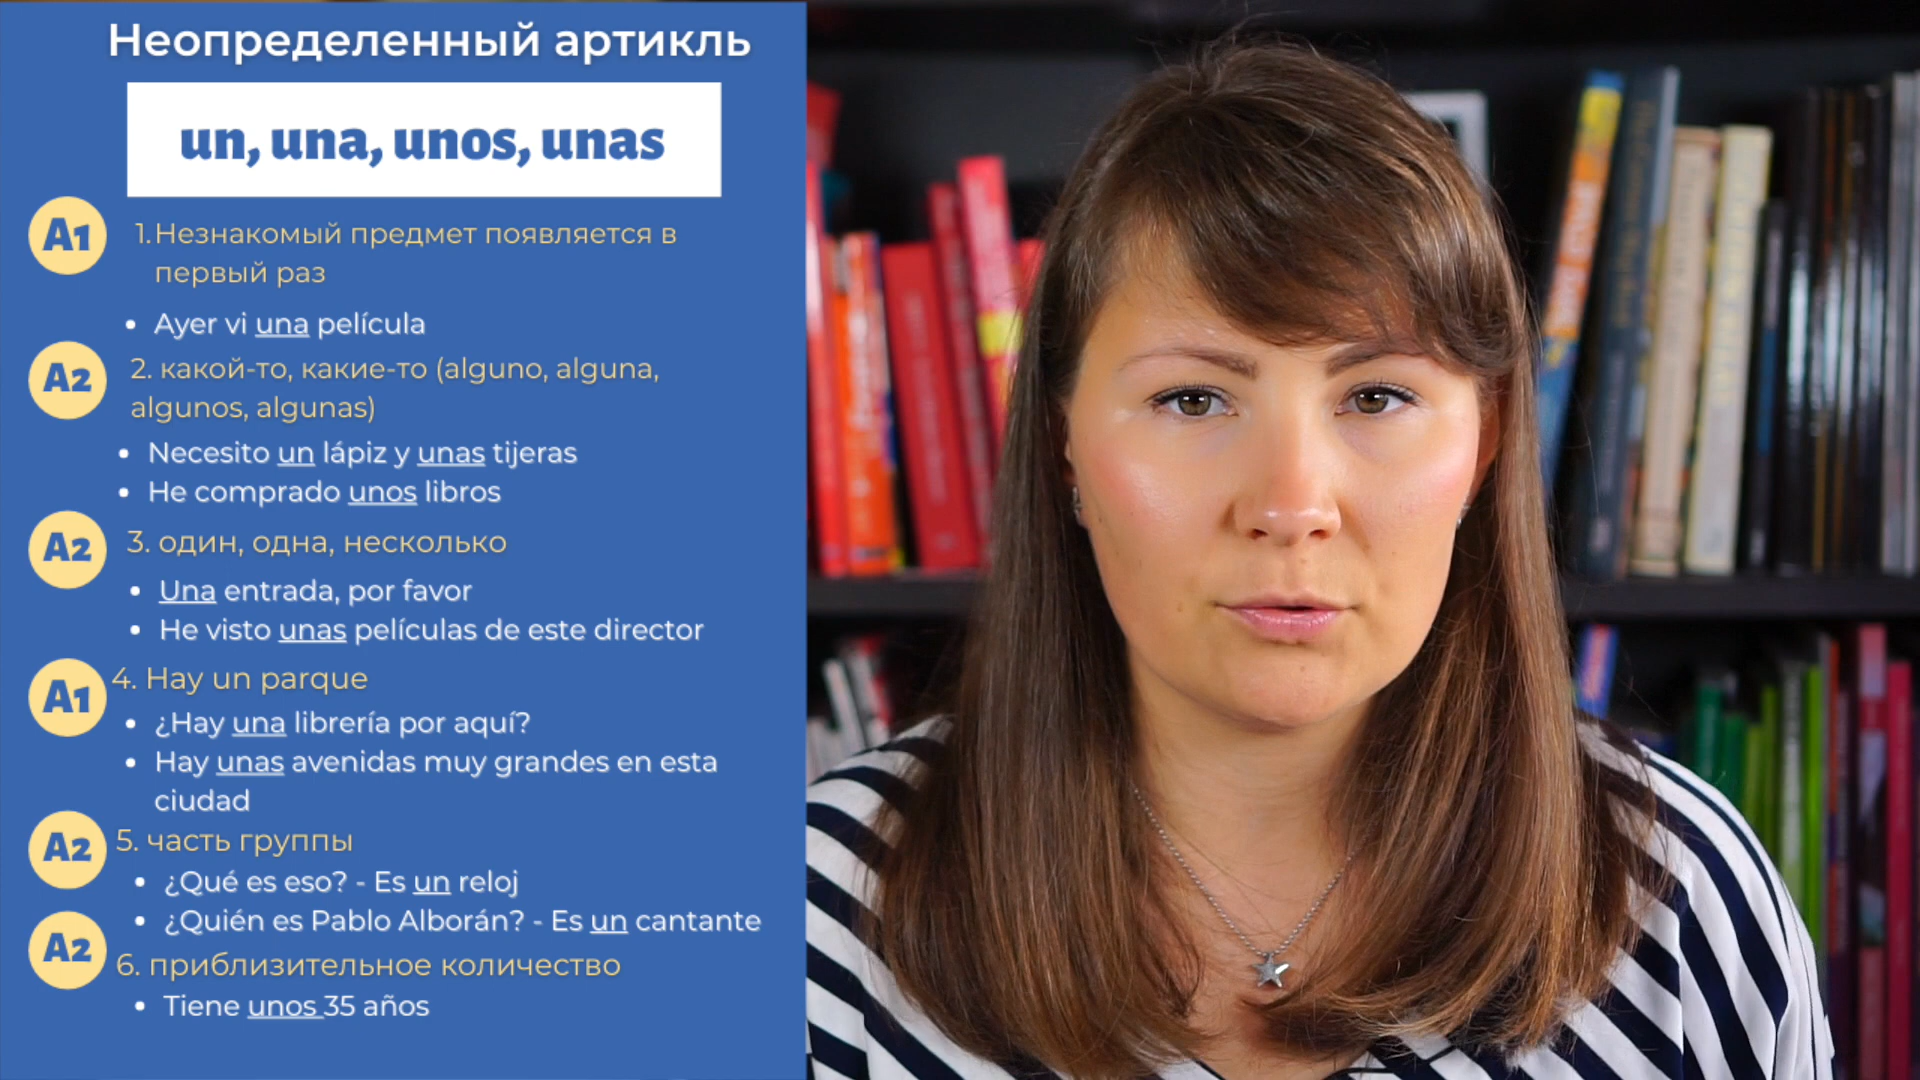 Неопределенный артикль
un, una, unos, unas
A1
1.Незнакомый предмет появляется в
первый раз
• Ayer vi una película
A2
2. какой-то, какие-то (alguno, alguna,
algunos, algunas)
• Necesito un lápiz y unas tijeras
• He comprado unos libros
A2
3. один, одна, несколько
• Una entrada, por favor
• He visto unas películas de este director
A1
4. Hay un parque
• ¿Hay una librería por aquí?
• Hay unas avenidas muy grandes en esta
ciudad
A2
5. часть группы
• ¿Qué es eso? - Es un reloj
• ¿Quién es Pablo Alborán? - Es un cantante
A2
6. приблизительное количество
• Tiene unos 35 años